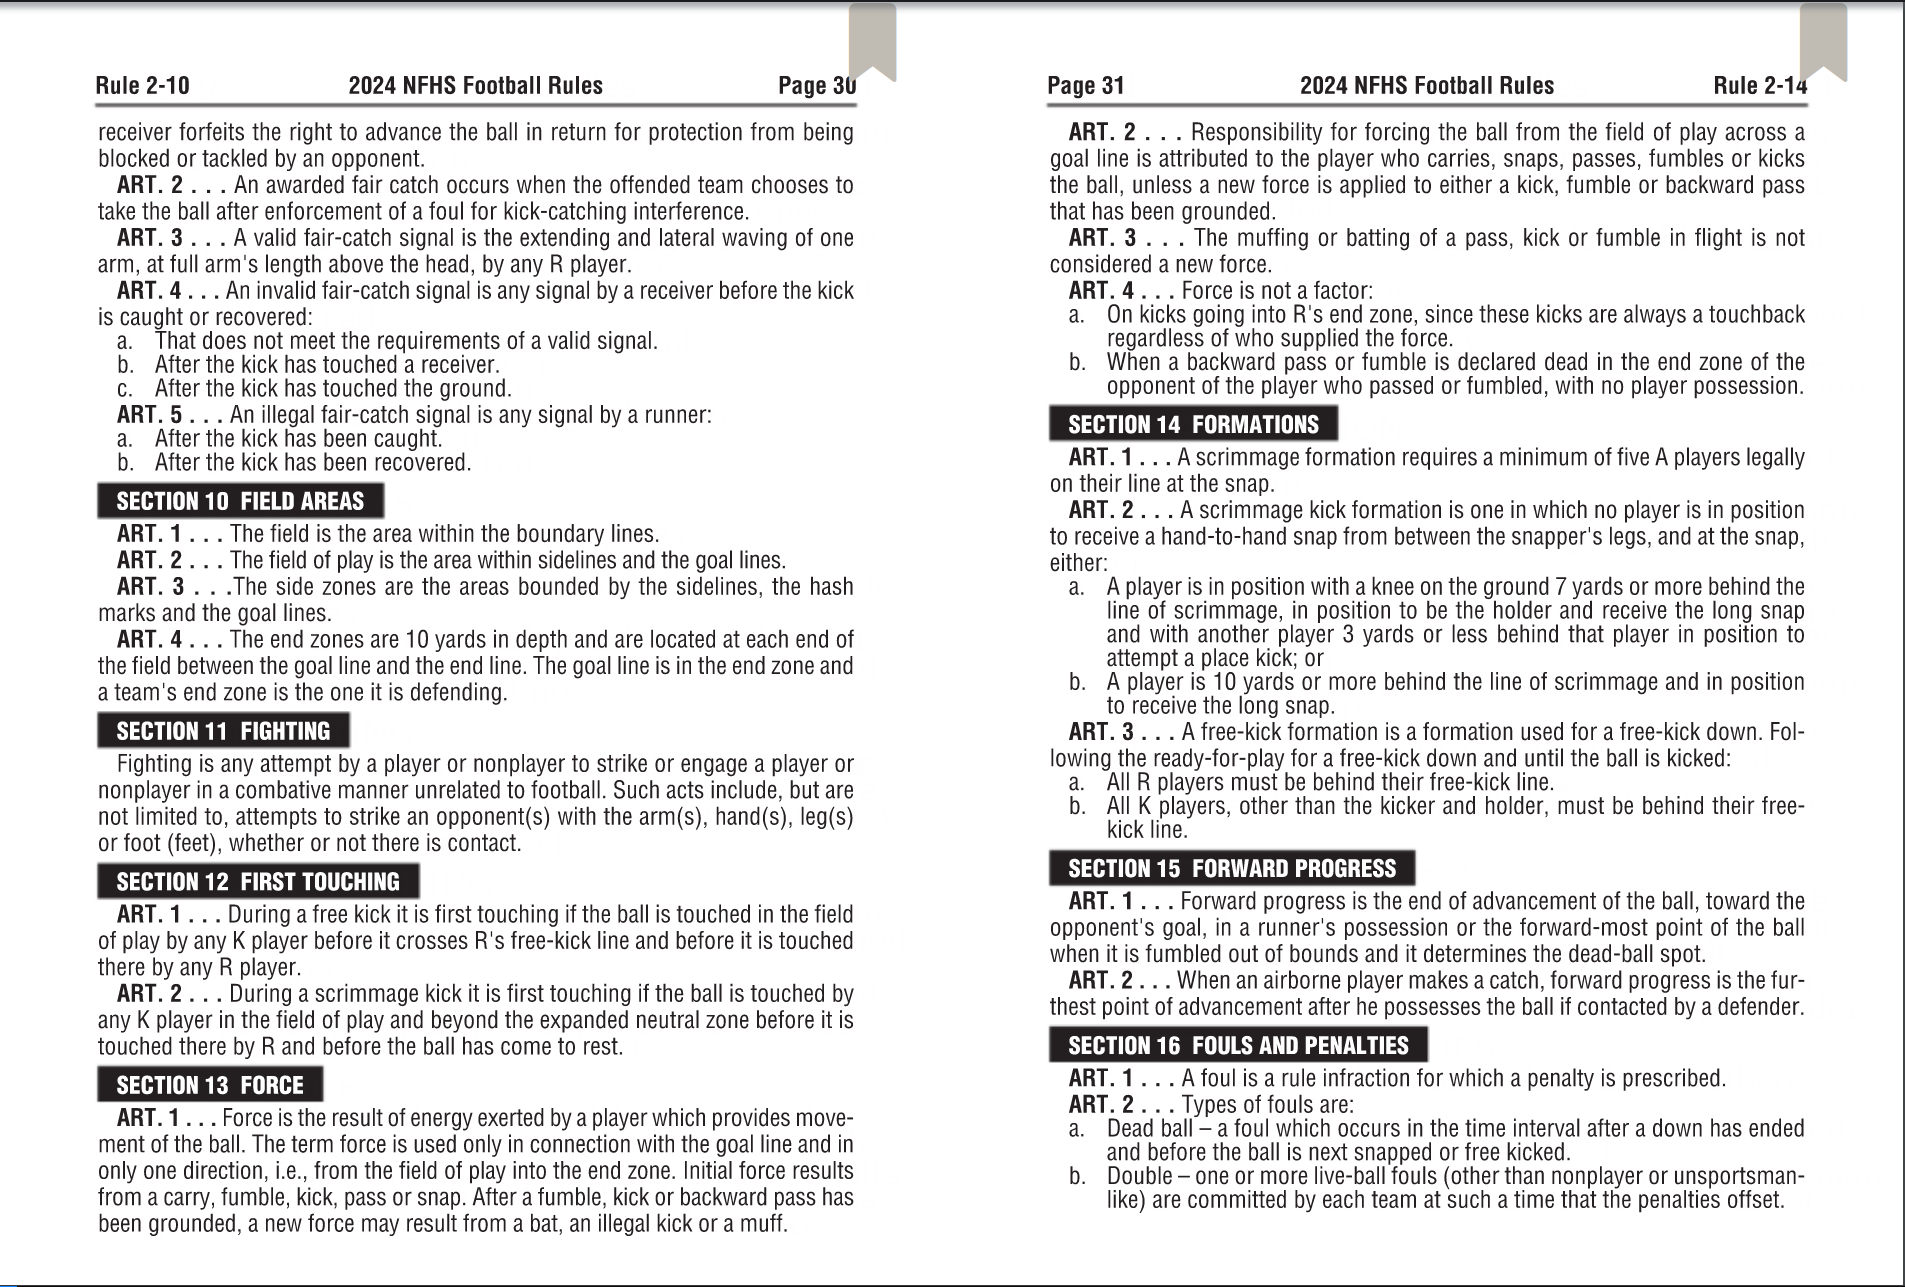 Rule 2-10 2024 NFHS Football Rules Page 30
receiver forfeits the right to advance the ball in return for protection from being
blocked or tackled by an opponent.
ART. 2 . . . An awarded fair catch occurs when the offended team chooses to
take the ball after enforcement of a foul for kick-catching interference.
ART. 3 . . . A valid fair-catch signal is the extending and lateral waving of one
arm, at full arm's length above the head, by any R player.
ART. 4 . . . An invalid fair-catch signal is any signal by a receiver before the kick
is caught or recovered:
a. That does not meet the requirements of a valid signal.
b. After the kick has touched a receiver.
c. After the kick has touched the ground.
ART. 5 . . . An illegal fair-catch signal is any signal by a runner:
a. After the kick has been caught.
b. After the kick has been recovered.
SECTION 10 FIELD AREAS
ART. 1 . . . The field is the area within the boundary lines.
ART. 2 . . . The field of play is the area within sidelines and the goal lines.
ART. 3 . . .The side zones are the areas bounded by the sidelines, the hash
marks and the goal lines.
ART. 4 . . . The end zones are 10 yards in depth and are located at each end of
the field between the goal line and the end line. The goal line is in the end zone and
a team's end zone is the one it is defending.
SECTION 11 FIGHTING
Fighting is any attempt by a player or nonplayer to strike or engage a player or
nonplayer in a combative manner unrelated to football. Such acts include, but are
not limited to, attempts to strike an opponent(s) with the arm(s), hand(s), leg(s)
or foot (feet), whether or not there is contact.
SECTION 12 FIRST TOUCHING
ART. 1 . . . During a free kick it is first touching if the ball is touched in the field
of play by any K player before it crosses R's free-kick line and before it is touched
there by any R player.
ART. 2 . . . During a scrimmage kick it is first touching if the ball is touched by
any K player in the field of play and beyond the expanded neutral zone before it is
touched there by R and before the ball has come to rest.
SECTION 13 FORCE
ART. 1 . . . Force is the result of energy exerted by a player which provides move-
ment of the ball. The term force is used only in connection with the goal line and in
only one direction, i.e., from the field of play into the end zone. Initial force results
from a carry, fumble, kick, pass or snap. After a fumble, kick or backward pass has
been grounded, a new force may result from a bat, an illegal kick or a muff.
Page 31 2024 NFHS Football Rules Rule 2-14
ART. 2 . . . Responsibility for forcing the ball from the field of play across a
goal line is attributed to the player who carries, snaps, passes, fumbles or kicks
the ball, unless a new force is applied to either a kick, fumble or backward pass
that has been grounded.
ART. 3 . . . The muffing or batting of a pass, kick or fumble in flight is not
considered a new force.
ART. 4 . . . Force is not a factor:
a. On kicks going into R's end zone, since these kicks are always a touchback
regardless of who supplied the force.
b. When a backward pass or fumble is declared dead in the end zone of the
opponent of the player who passed or fumbled, with no player possession.
SECTION 14 FORMATIONS
ART. 1 . . . A scrimmage formation requires a minimum of five A players legally
on their line at the snap.
ART. 2 . . . A scrimmage kick formation is one in which no player is in position
to receive a hand-to-hand snap from between the snapper's legs, and at the snap,
either:
a. A player is in position with a knee on the ground 7 yards or more behind the
line of scrimmage, in position to be the holder and receive the long snap
and with another player 3 yards or less behind that player in position to
attempt a place kick; or
b. A player is 10 yards or more behind the line of scrimmage and in position
to receive the long snap.
ART. 3 . . . A free-kick formation is a formation used for a free-kick down. Fol-
lowing the ready-for-play for a free-kick down and until the ball is kicked:
a. All R players must be behind their free-kick line.
b. All K players, other than the kicker and holder, must be behind their free-
kick line.
SECTION 15 FORWARD PROGRESS
ART. 1 . . . Forward progress is the end of advancement of the ball, toward the
opponent's goal, in a runner's possession or the forward-most point of the ball
when it is fumbled out of bounds and it determines the dead-ball spot.
ART. 2 . . . When an airborne player makes a catch, forward progress is the fur-
thest point of advancement after he possesses the ball if contacted by a defender.
SECTION 16 FOULS AND PENALTIES
ART. 1 . . . A foul is a rule infraction for which a penalty is prescribed.
ART. 2 . . . Types of fouls are:
a. Dead ball – a foul which occurs in the time interval after a down has ended
and before the ball is next snapped or free kicked.
b. Double – one or more live-ball fouls (other than nonplayer or unsportsman-
like) are committed by each team at such a time that the penalties offset.